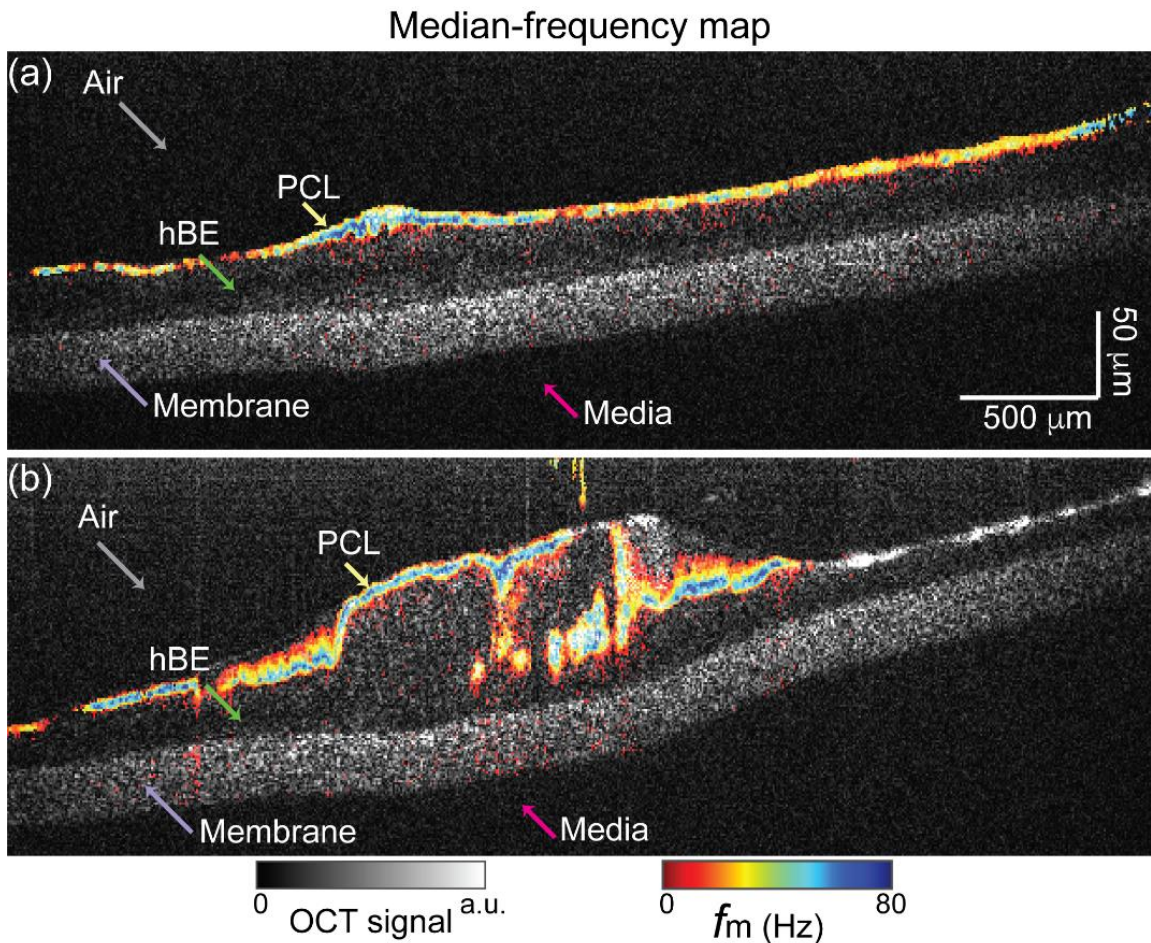 Median-frequency map
(a)
Air
PCL
hBE
Membrane
Media
50 μm
500 μm
(b)
Air
PCL
hBE
Membrane
Media
0
a.u.
OCT signal
0
80
fm (Hz)